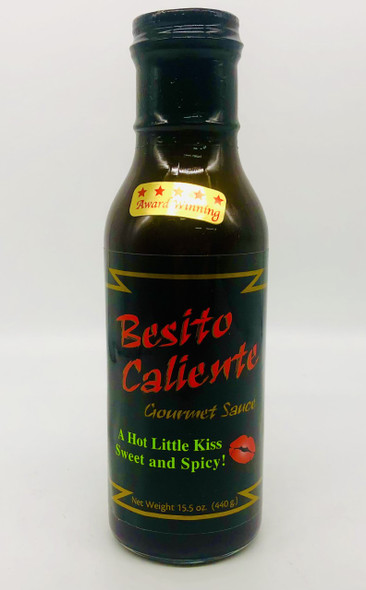 Award Winning
Besito
Caliente
Gourmet Sauce
A Hot Little Kiss
Sweet and Spicy!
Net Weight 15.5 oz. (440 g.)